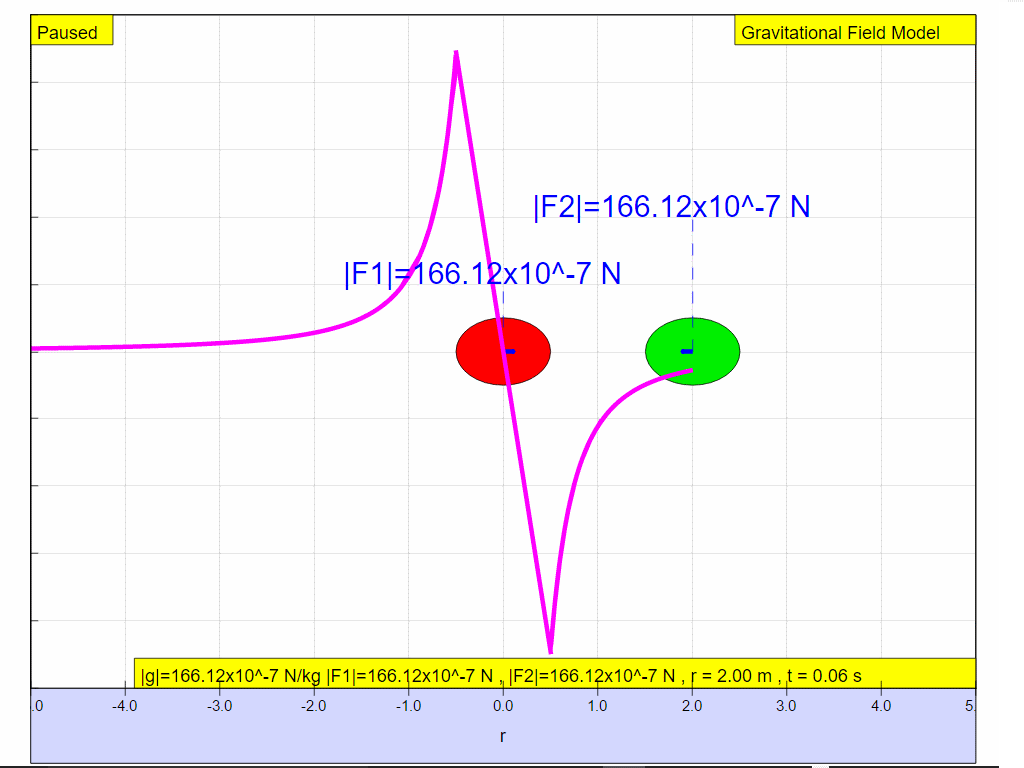 Paused
Gravitational Field Model
|F2|=166.12x10^-7 N
|F1|=166.12x10^-7 N
|g|=166.12x10^-7 N/kg |F1|=166.12x10^-7 N , |F2|=166.12x10^-7 N , r = 2.00 m , t = 0.06 s
.0 -4.0 -3.0 -2.0 -1.0 0.0 1.0 2.0 3.0 4.0 5.
r